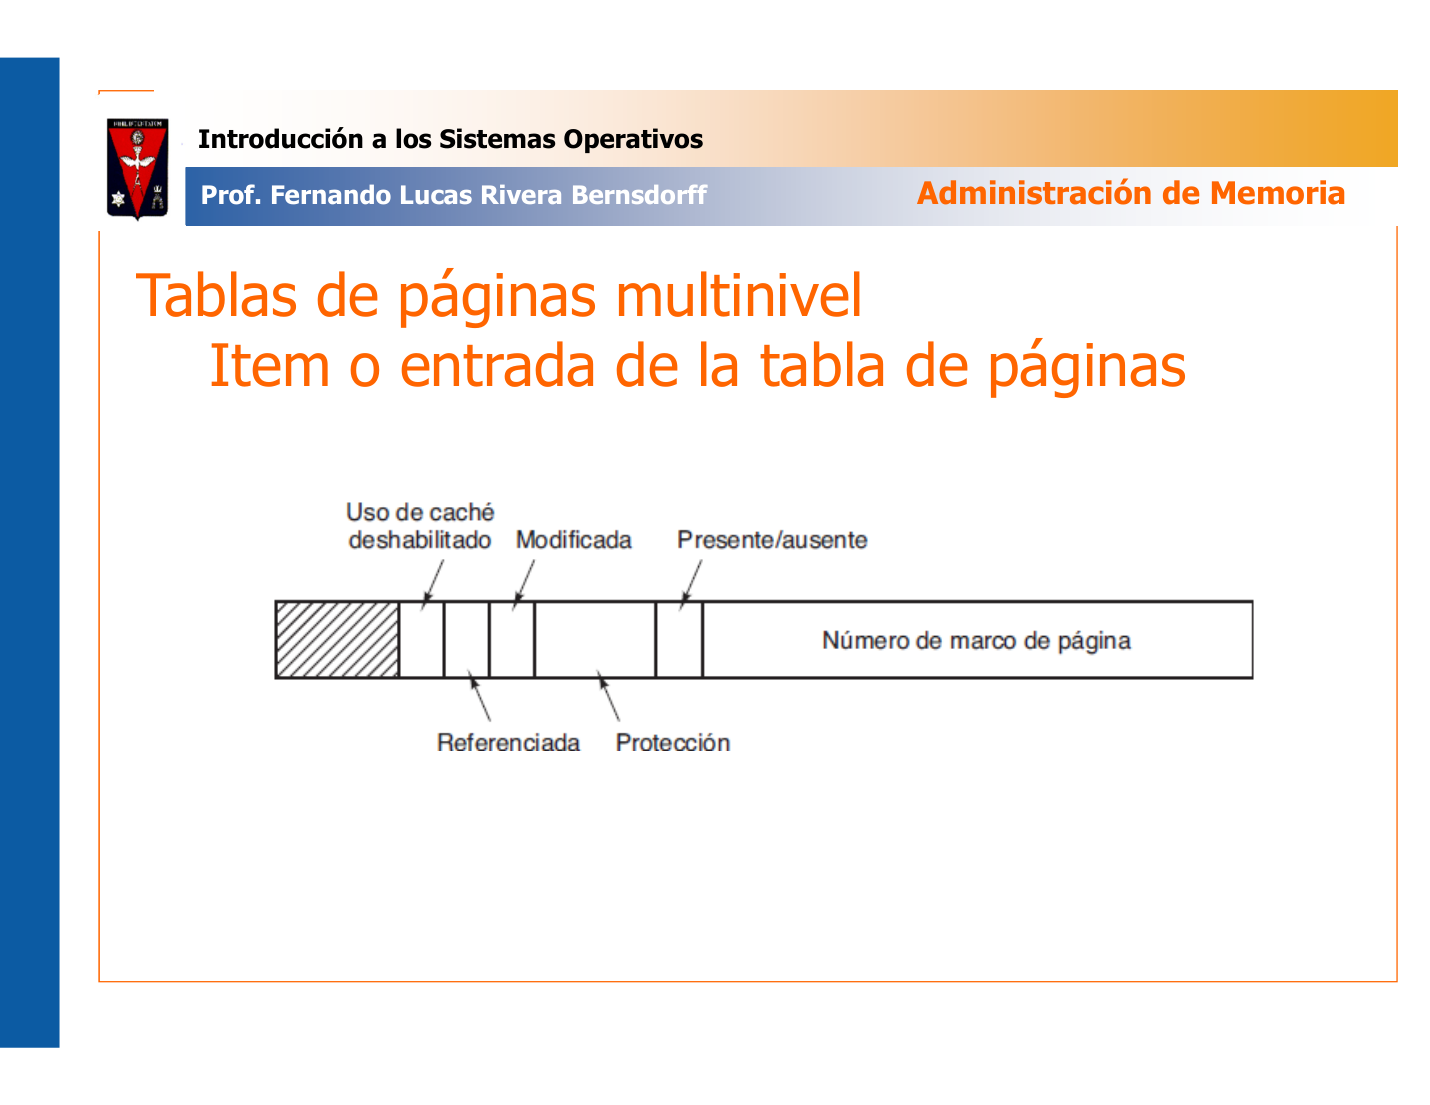 Introducción a los Sistemas Operativos
Prof. Fernando Lucas Rivera Bernsdorff
Administración de Memoria
Tablas de páginas multinivel
Item o entrada de la tabla de páginas
Uso de caché
deshabilitado
Modificada
Presente/ausente
Número de marco de página
Referenciada
Protección